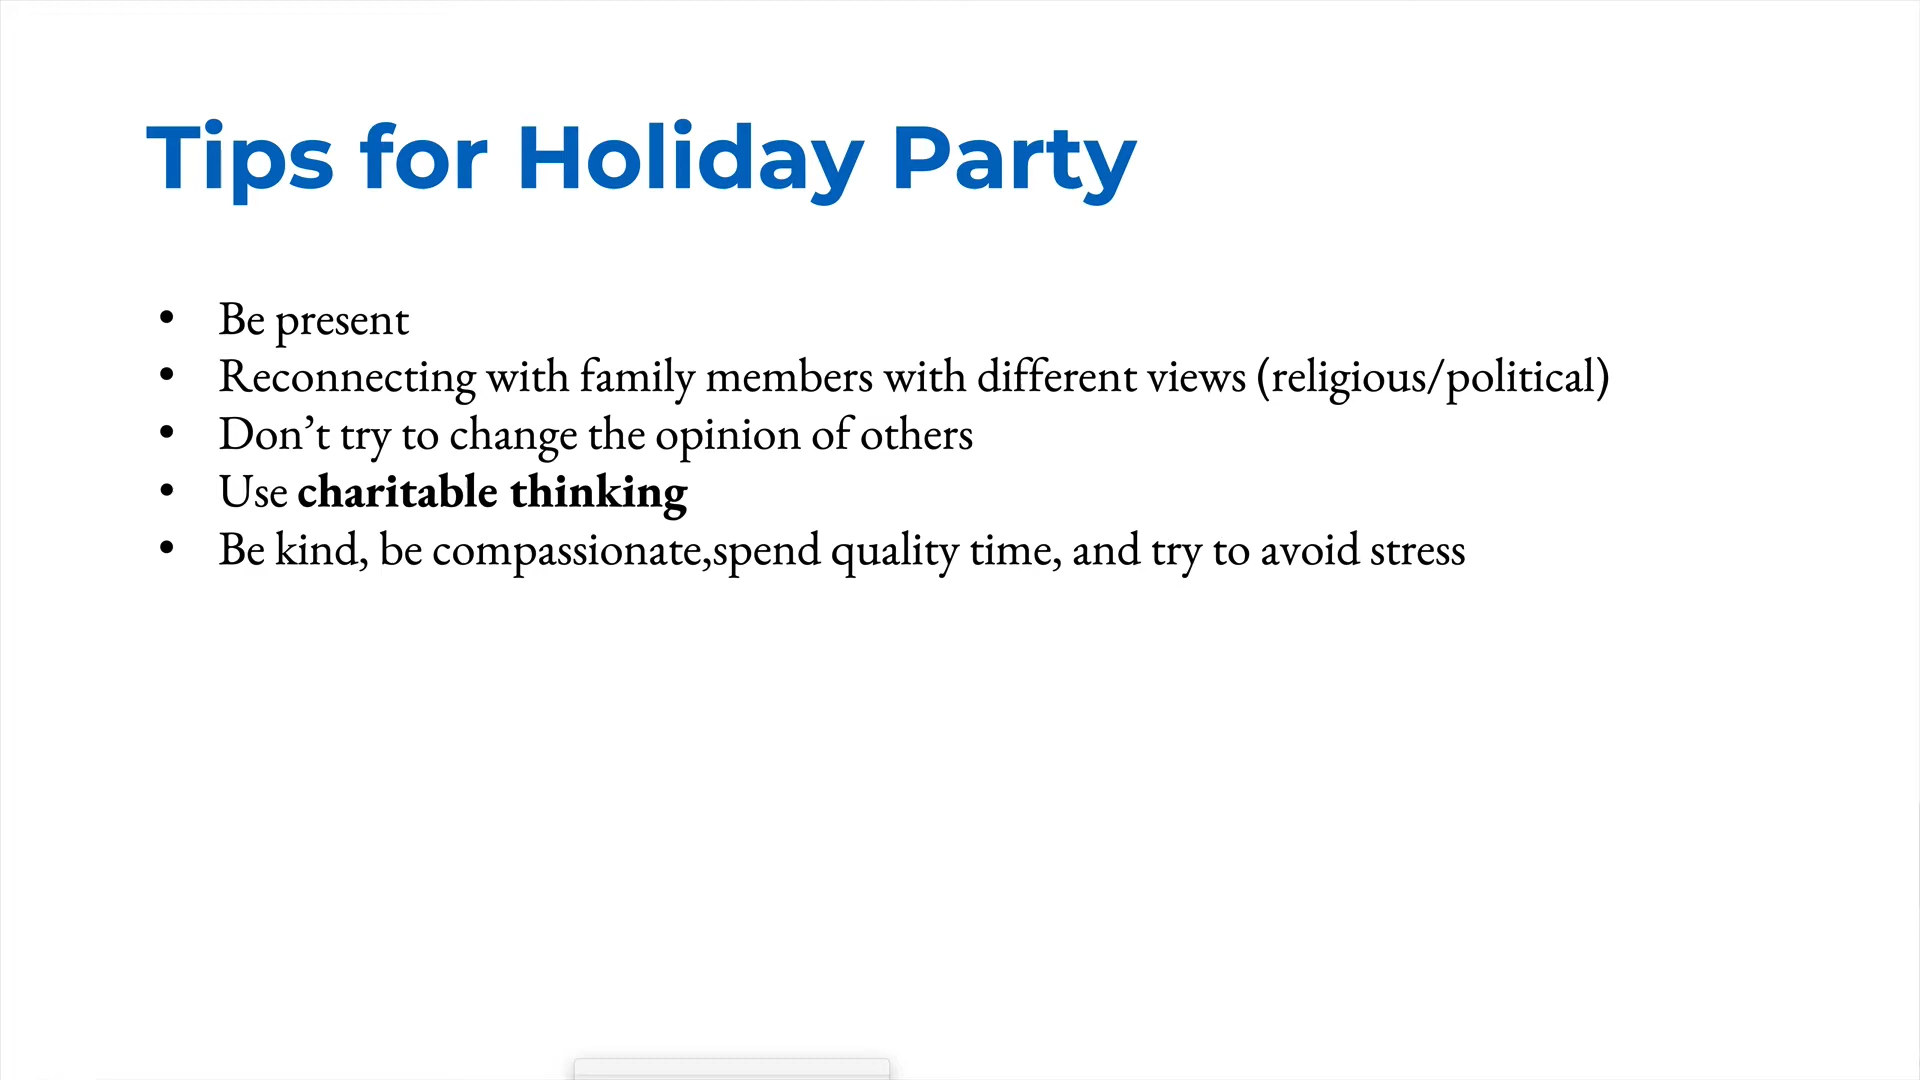 Tips for Holiday Party
• Be present
• Reconnecting with family members with different views (religious/political)
• Don’t try to change the opinion of others
• Use charitable thinking
• Be kind, be compassionate,spend quality time, and try to avoid stress